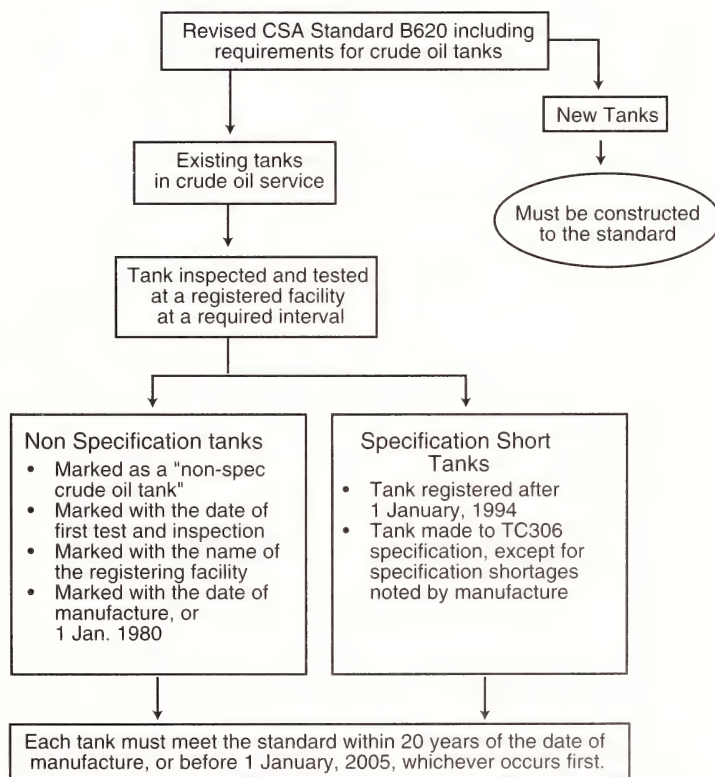 Revised CSA Standard B620 including
requirements for crude oil tanks
New Tanks
Existing tanks
in crude oil service
Must be constructed
to the standard
Tank inspected and tested
at a registered facility
at a required interval
Non Specification tanks
• Marked as a "non-spec
crude oil tank"
• Marked with the date of
first test and inspection
• Marked with the name of
the registering facility
• Marked with the date of
manufacture, or
1 Jan. 1980
Specification Short
Tanks
• Tank registered after
1 January, 1994
• Tank made to TC306
specification, except for
specification shortages
noted by manufacture
Each tank must meet the standard within 20 years of the date of
manufacture, or before 1 January, 2005, whichever occurs first.